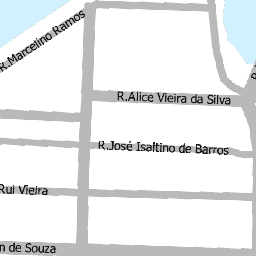 R.Marcelino Ramos
R.Alice Vieira da Silva
R.José Isaltino de Barros
Rui Vieira
de Souza